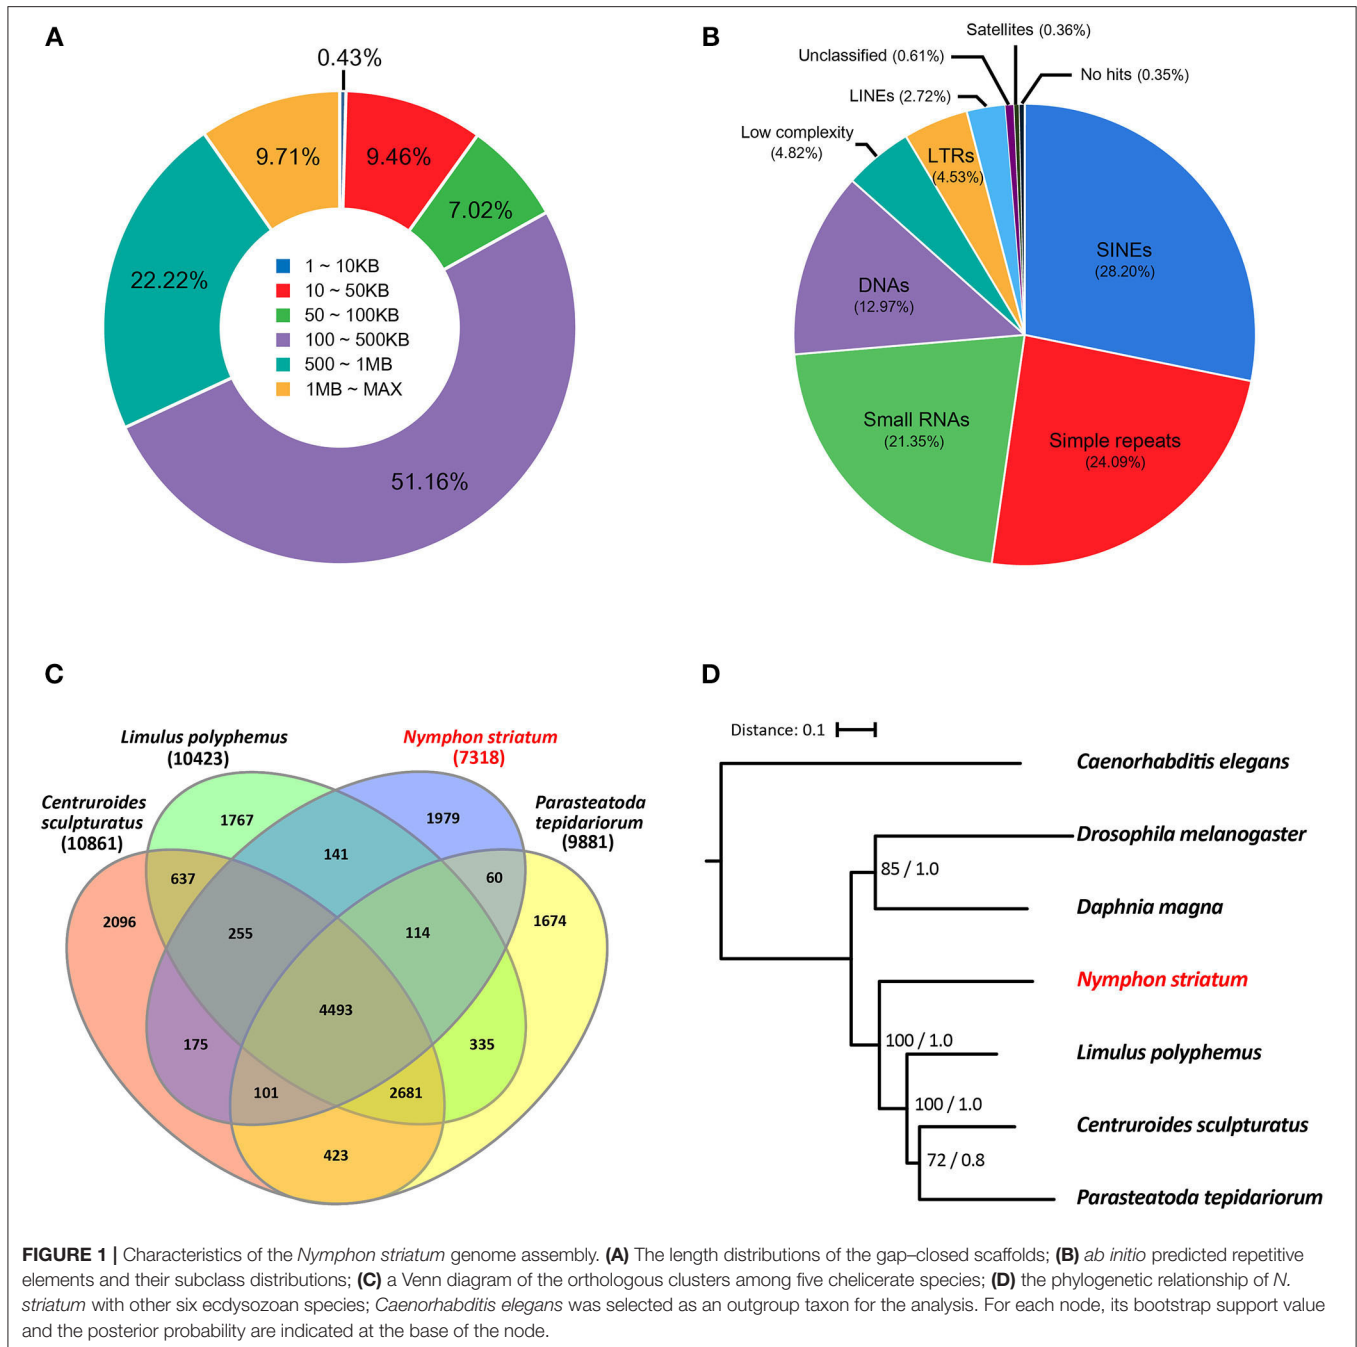 A
0.43%
9.71%
9.46%
7.02%
22.22%
51.16%
1 ~ 10KB
10 ~ 50KB
50 ~ 100KB
100 ~ 500KB
500 ~ 1MB
1MB ~ MAX
B
Satellites (0.36%)
Unclassified (0.61%)
No hits (0.35%)
LINEs (2.72%)
Low complexity
(4.82%)
LTRs
(4.53%)
SINEs
(28.20%)
DNAs
(12.97%)
Small RNAs
(21.35%)
Simple repeats
(24.09%)
C
Limulus polyphemus
(10423)
Nymphon striatum
(7318)
Centruroides
sculpturatus
(10861)
Parasteatoda
tepidariorum
(9881)
1767
1979
141
637
60
2096
255
114
1674
4493
175
335
101
2681
423
D
Distance: 0.1
Caenorhabditis elegans
Drosophila melanogaster
85 / 1.0
Daphnia magna
Nymphon striatum
100 / 1.0
Limulus polyphemus
100 / 1.0
Centruroides sculpturatus
72 / 0.8
Parasteatoda tepidariorum
FIGURE 1 | Characteristics of the Nymphon striatum genome assembly. (A) The length distributions of the gap–closed scaffolds; (B) ab initio predicted repetitive
elements and their subclass distributions; (C) a Venn diagram of the orthologous clusters among five chelicerate species; (D) the phylogenetic relationship of N.
striatum with other six ecdysozoan species; Caenorhabditis elegans was selected as an outgroup taxon for the analysis. For each node, its bootstrap support value
and the posterior probability are indicated at the base of the node.